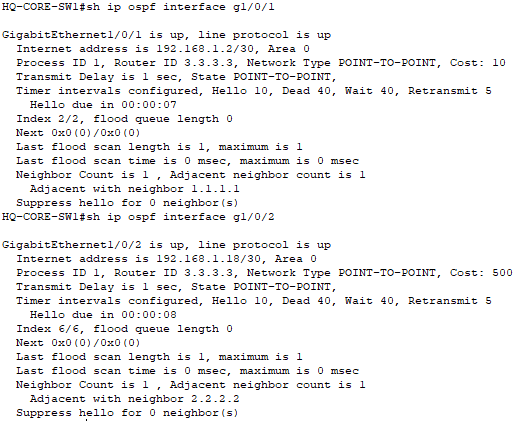 HQ-CORE-SW1#sh ip ospf interface g1/0/1
GigabitEthernet1/0/1 is up, line protocol is up
Internet address is 192.168.1.2/30, Area 0
Process ID 1, Router ID 3.3.3.3, Network Type POINT-TO-POINT, Cost: 10
Transmit Delay is 1 sec, State POINT-TO-POINT,
Timer intervals configured, Hello 10, Dead 40, Wait 40, Retransmit 5
Hello due in 00:00:07
Index 2/2, flood queue length 0
Next 0x0(0)/0x0(0)
Last flood scan length is 1, maximum is 1
Last flood scan time is 0 msec, maximum is 0 msec
Neighbor Count is 1 , Adjacent neighbor count is 1
Adjacent with neighbor 1.1.1.1
Suppress hello for 0 neighbor(s)
HQ-CORE-SW1#sh ip ospf interface g1/0/2
GigabitEthernet1/0/2 is up, line protocol is up
Internet address is 192.168.1.18/30, Area 0
Process ID 1, Router ID 3.3.3.3, Network Type POINT-TO-POINT, Cost: 500
Transmit Delay is 1 sec, State POINT-TO-POINT,
Timer intervals configured, Hello 10, Dead 40, Wait 40, Retransmit 5
Hello due in 00:00:08
Index 6/6, flood queue length 0
Next 0x0(0)/0x0(0)
Last flood scan length is 1, maximum is 1
Last flood scan time is 0 msec, maximum is 0 msec
Neighbor Count is 1 , Adjacent neighbor count is 1
Adjacent with neighbor 2.2.2.2
Suppress hello for 0 neighbor(s)